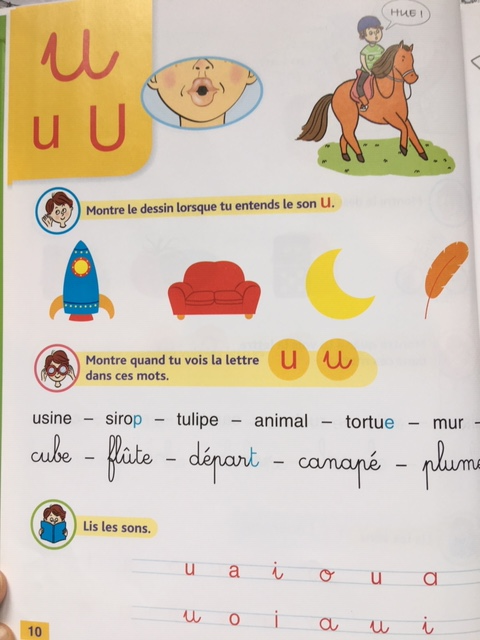 u
HUE !
u U
Montre le dessin lorsque tu entends le son u.
Montre quand tu vois la lettre u u
dans ces mots.
usine – sirop – tulipe – animal – tortue – mur –
cube – flûte – départ – canapé – plume
Lis les sons.
u a i o u a
u o i a u i
10